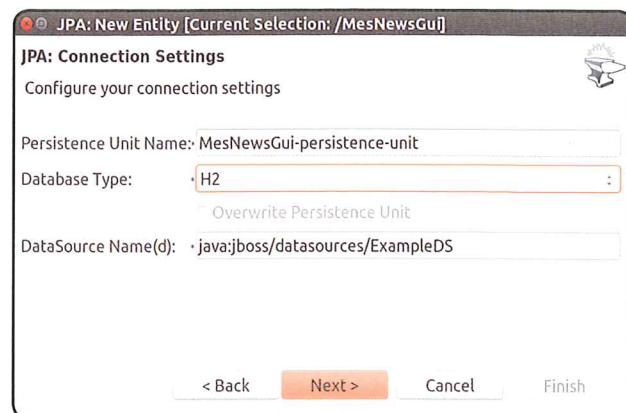 JPA: New Entity [Current Selection: /MesNewsGui]
JPA: Connection Settings
Configure your connection settings
Persistence Unit Name: MesNewsGui-persistence-unit
Database Type: H2
Overwrite Persistence Unit
DataSource Name(d): java:jboss/datasources/ExampleDS
< Back Next > Cancel Finish